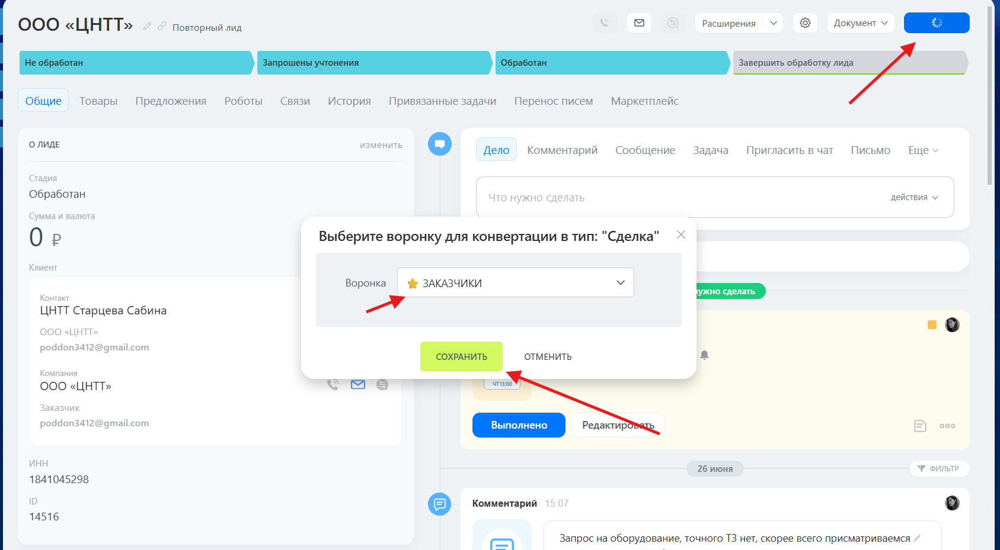 ООО «ЦНТТ» Повторный лид
Расширения
Документ
Не обработан
Запрошены учтонения
Обработан
Завершить обработку лида
Общие Товары Предложения Роботы Связи История Привязанные задачи Перенос писем Маркетплейс
О ЛИДЕ изменить
Стадия
Обработан
Сумма и валюта
0 ₽
Клиент
Контакт
ЦНТТ Старцева Сабина
ООО «ЦНТТ»
poddon3412@gmail.com
Компания
ООО «ЦНТТ»
Заказчик
poddon3412@gmail.com
ИНН
1841045298
ID
14516
Дело Комментарий Сообщение Задача Пригласить в чат Письмо Еще
Что нужно сделать действия
Выберите воронку для конвертации в тип: "Сделка"
Воронка ЗАКАЗЧИКИ
СОХРАНИТЬ ОТМЕНИТЬ
нужно сделать
ЧТ 13:00
Выполнено Редактировать
26 июня
ФИЛЬТР
Комментарий 15:07
Запрос на оборудование, точного ТЗ нет, скорее всего присматриваемся